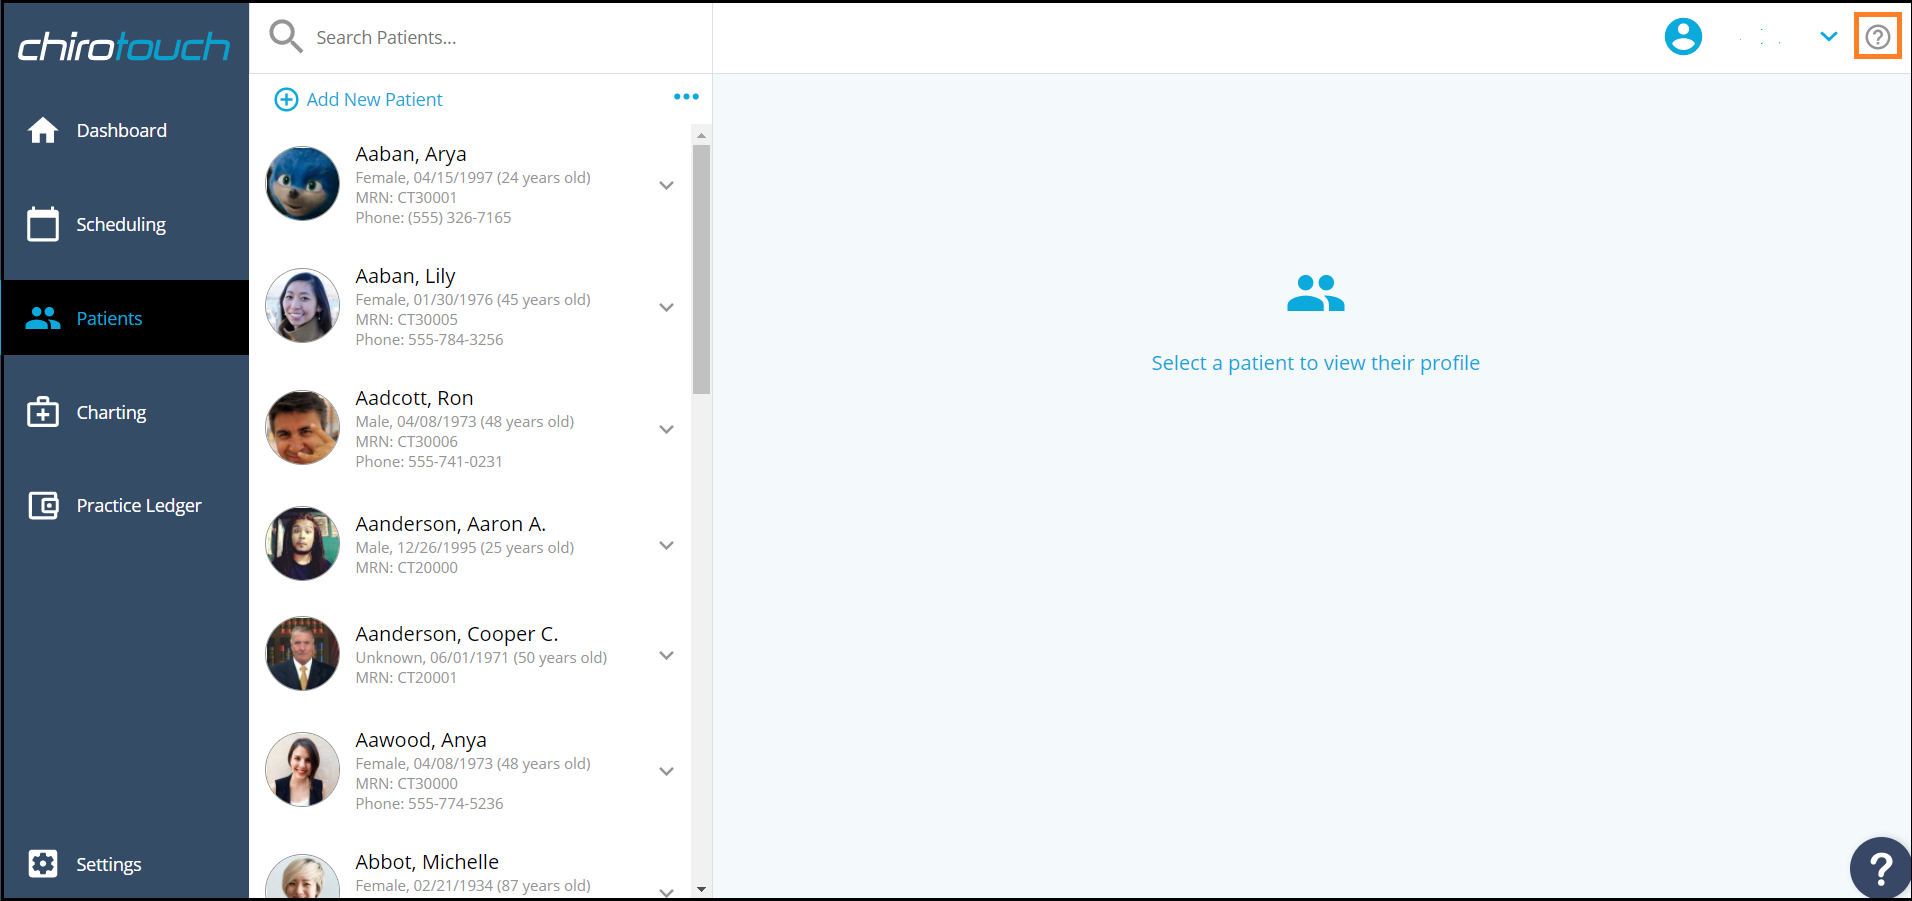 chirotouch
Search Patients...
Add New Patient
Dashboard
Scheduling
Patients
Charting
Practice Ledger
Settings
Aaban, Arya
Female, 04/15/1997 (24 years old)
MRN: CT30001
Phone: (555) 326-7165
Aaban, Lily
Female, 01/30/1976 (45 years old)
MRN: CT30005
Phone: 555-784-3256
Aadcott, Ron
Male, 04/08/1973 (48 years old)
MRN: CT30006
Phone: 555-741-0231
Aanderson, Aaron A.
Male, 12/26/1995 (25 years old)
MRN: CT20000
Aanderson, Cooper C.
Unknown, 06/01/1971 (50 years old)
MRN: CT20001
Aawood, Anya
Female, 04/08/1973 (48 years old)
MRN: CT30000
Phone: 555-774-5236
Abbot, Michelle
Female, 02/21/1934 (87 years old)
Select a patient to view their profile